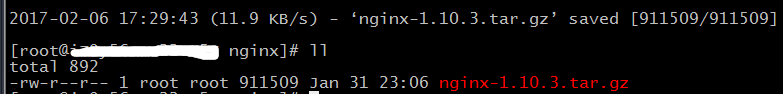 2017-02-06 17:29:43 (11.9 KB/s) - ‘nginx-1.10.3.tar.gz’ saved [911509/911509]
[root@ nginx]# ll
total 892
-rw-r--r-- 1 root root 911509 Jan 31 23:06 nginx-1.10.3.tar.gz